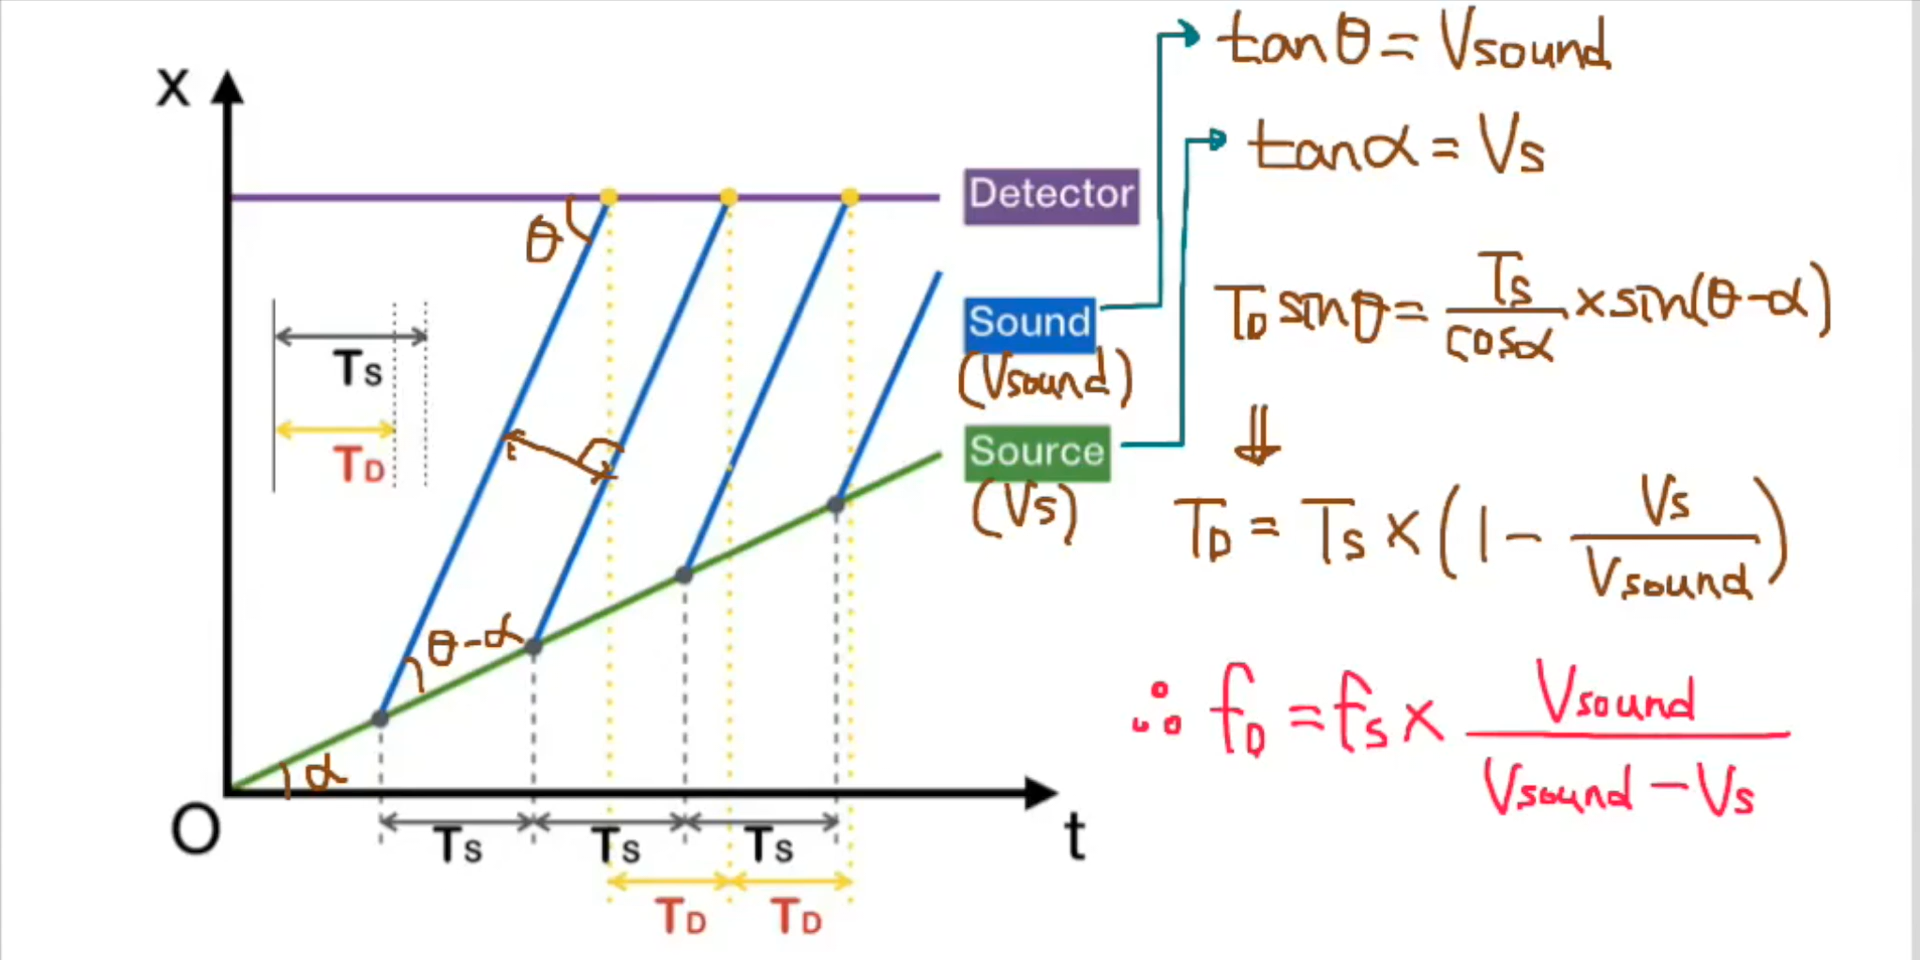 x
Detector
Sound
(Vsound)
Source
(Vs)
θ
Ts
TD
θ-α
α
O
t
Ts Ts Ts
TD TD
tanθ = Vsound
tanα = Vs
TD sinθ = Ts/cosα × sin(θ-α)
⇓
TD = Ts × (1 - Vs/Vsound)
∴ fD = fs × Vsound/(Vsound - Vs)